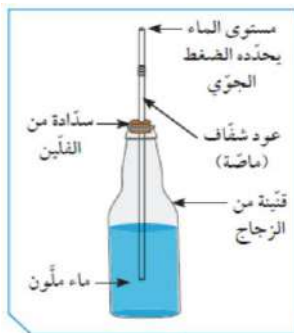 مستوى الماء
يحدّده الضغط
الجوّي
سدّادة من
الفلّين
عود شفّاف
(ماصّة)
قنّينة من
الزجاج
ماء ملوّن